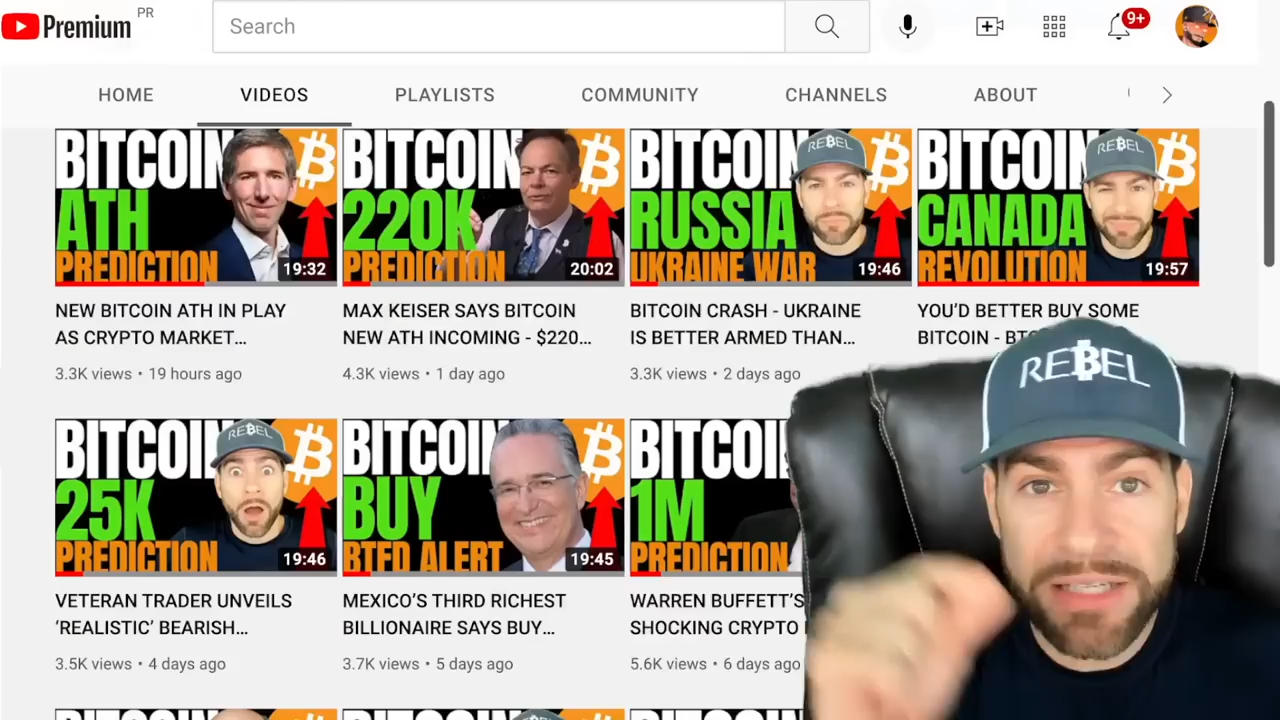 Premium PR
Search
9+
HOME VIDEOS PLAYLISTS COMMUNITY CHANNELS ABOUT
BITCOIN
ATH
PREDICTION
19:32
BITCOIN
220K
PREDICTION
20:02
BITCOIN
RUSSIA
UKRAINE WAR
REBEL
19:46
BITCOIN
CANADA
REVOLUTION
REBEL
19:57
NEW BITCOIN ATH IN PLAY
AS CRYPTO MARKET...
3.3K views • 19 hours ago
MAX KEISER SAYS BITCOIN
NEW ATH INCOMING - $220...
4.3K views • 1 day ago
BITCOIN CRASH - UKRAINE
IS BETTER ARMED THAN...
3.3K views • 2 days ago
YOU'D BETTER BUY SOME
BITCOIN -
BITCOIN
25K
PREDICTION
REBEL
19:46
BITCOIN
BUY
BTFD ALERT
19:45
BITCOIN
1M
PREDICTION
VETERAN TRADER UNVEILS
‘REALISTIC’ BEARISH...
3.5K views • 4 days ago
MEXICO'S THIRD RICHEST
BILLIONAIRE SAYS BUY...
3.7K views • 5 days ago
WARREN BUFFETT'S
SHOCKING CRYPTO
5.6K views • 6 days ago
REBEL